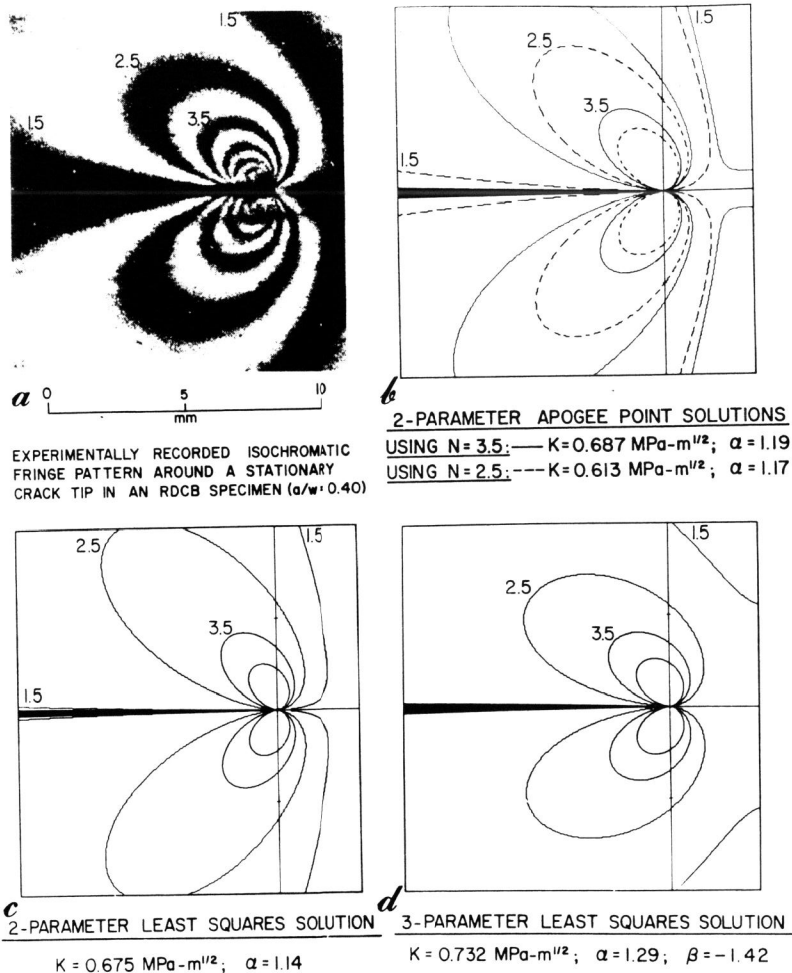 1.5
2.5
3.5
1.5
a
0 5 10
mm
EXPERIMENTALLY RECORDED ISOCHROMATIC
FRINGE PATTERN AROUND A STATIONARY
CRACK TIP IN AN RDCB SPECIMEN (a/w: 0.40)
1.5
2.5
3.5
1.5
b
2-PARAMETER APOGEE POINT SOLUTIONS
USING N = 3.5: —— K = 0.687 MPa-m^1/2; α = 1.19
USING N = 2.5: --- K = 0.613 MPa-m^1/2; α = 1.17
2.5
1.5
3.5
1.5
c
2-PARAMETER LEAST SQUARES SOLUTION
K = 0.675 MPa-m^1/2; α = 1.14
1.5
2.5
3.5
d
3-PARAMETER LEAST SQUARES SOLUTION
K = 0.732 MPa-m^1/2; α = 1.29; β = -1.42